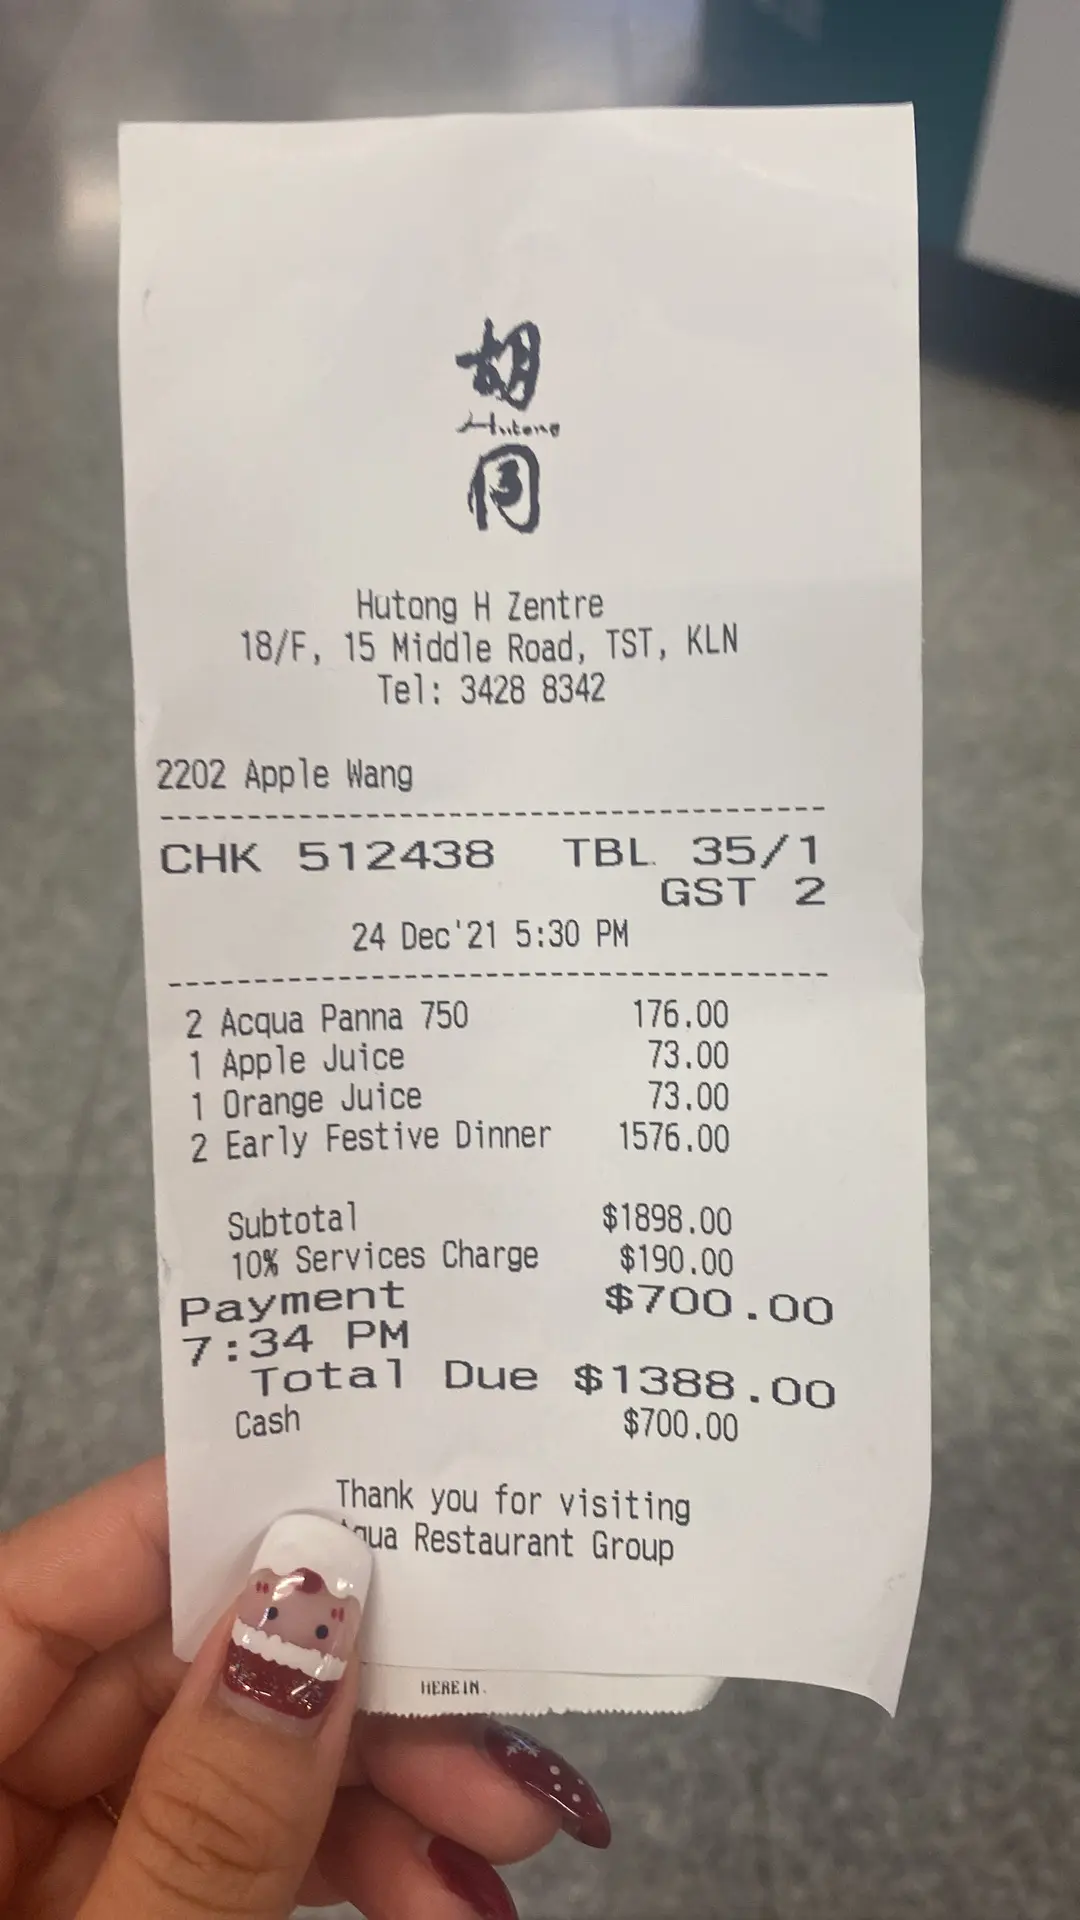 胡
Hutong
同
Hutong H Zentre
18/F, 15 Middle Road, TST, KLN
Tel: 3428 8342
2202 Apple Wang
CHK 512438 TBL 35/1
GST 2
24 Dec'21 5:30 PM
2 Acqua Panna 750 176.00
1 Apple Juice 73.00
1 Orange Juice 73.00
2 Early Festive Dinner 1576.00
Subtotal $1898.00
10% Services Charge $190.00
Payment $700.00
7:34 PM
Total Due $1388.00
Cash $700.00
Thank you for visiting
Aqua Restaurant Group
HEREIN.